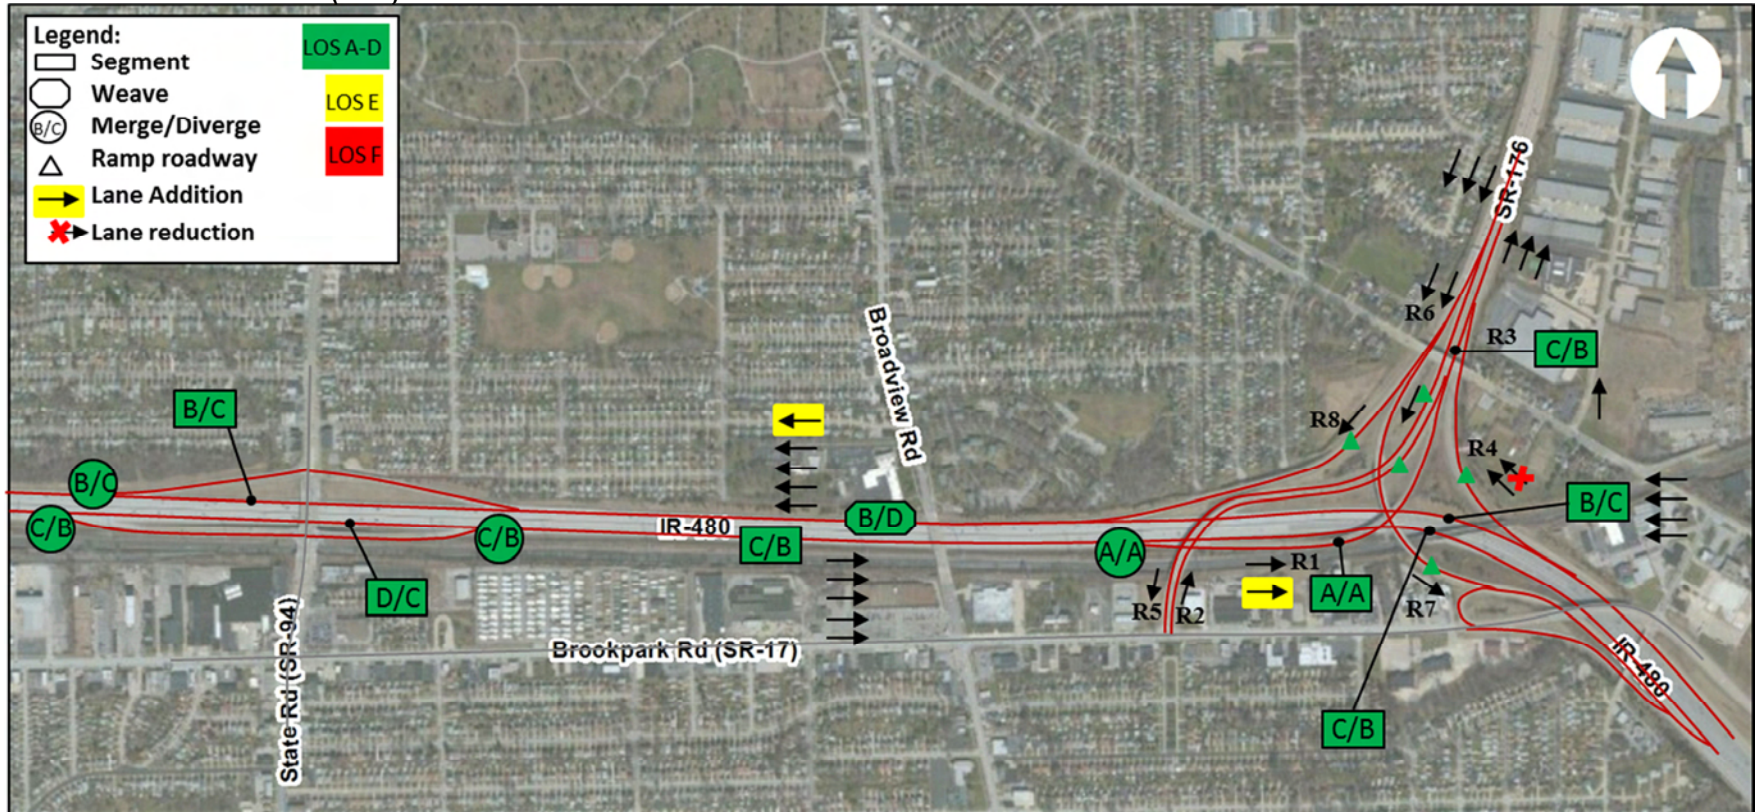 Legend:
LOS A-D
Segment
Weave
LOS E
B/C
Merge/Diverge
Ramp roadway
LOS F
Lane Addition
Lane reduction
SR-176
R6
R3
C/B
Broadview Rd
B/C
R8
R4
B/C
B/C
C/B
C/B
IR-480
C/B
B/D
A/A
R1
A/A
D/C
R5
R2
R7
State Rd (SR-94)
Brookpark Rd (SR-17)
IR-480
C/B